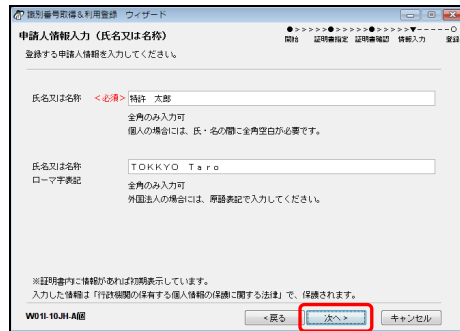 識別番号取得&利用登録 ウィザード
申請人情報入力（氏名又は名称）
●>>>>>●>>>>>●>>>>>▼-----○
開始 証明書指定 証明書確認 情報入力 登録
登録する申請人情報を入力してください。
氏名又は名称 <必須> 特許　太郎
全角のみ入力可
個人の場合には、氏・名の間に全角空白が必要です。
氏名又は名称
ローマ字表記
ＴＯＫＫＹＯ　Ｔａｒｏ
全角のみ入力可
外国法人の場合には、原語表記で入力してください。
※証明書内に情報があれば初期表示しています。
入力した情報は「行政機関の保有する個人情報の保護に関する法律」で、保護されます。
W01I-10JH-A個
<戻る 次へ> キャンセル